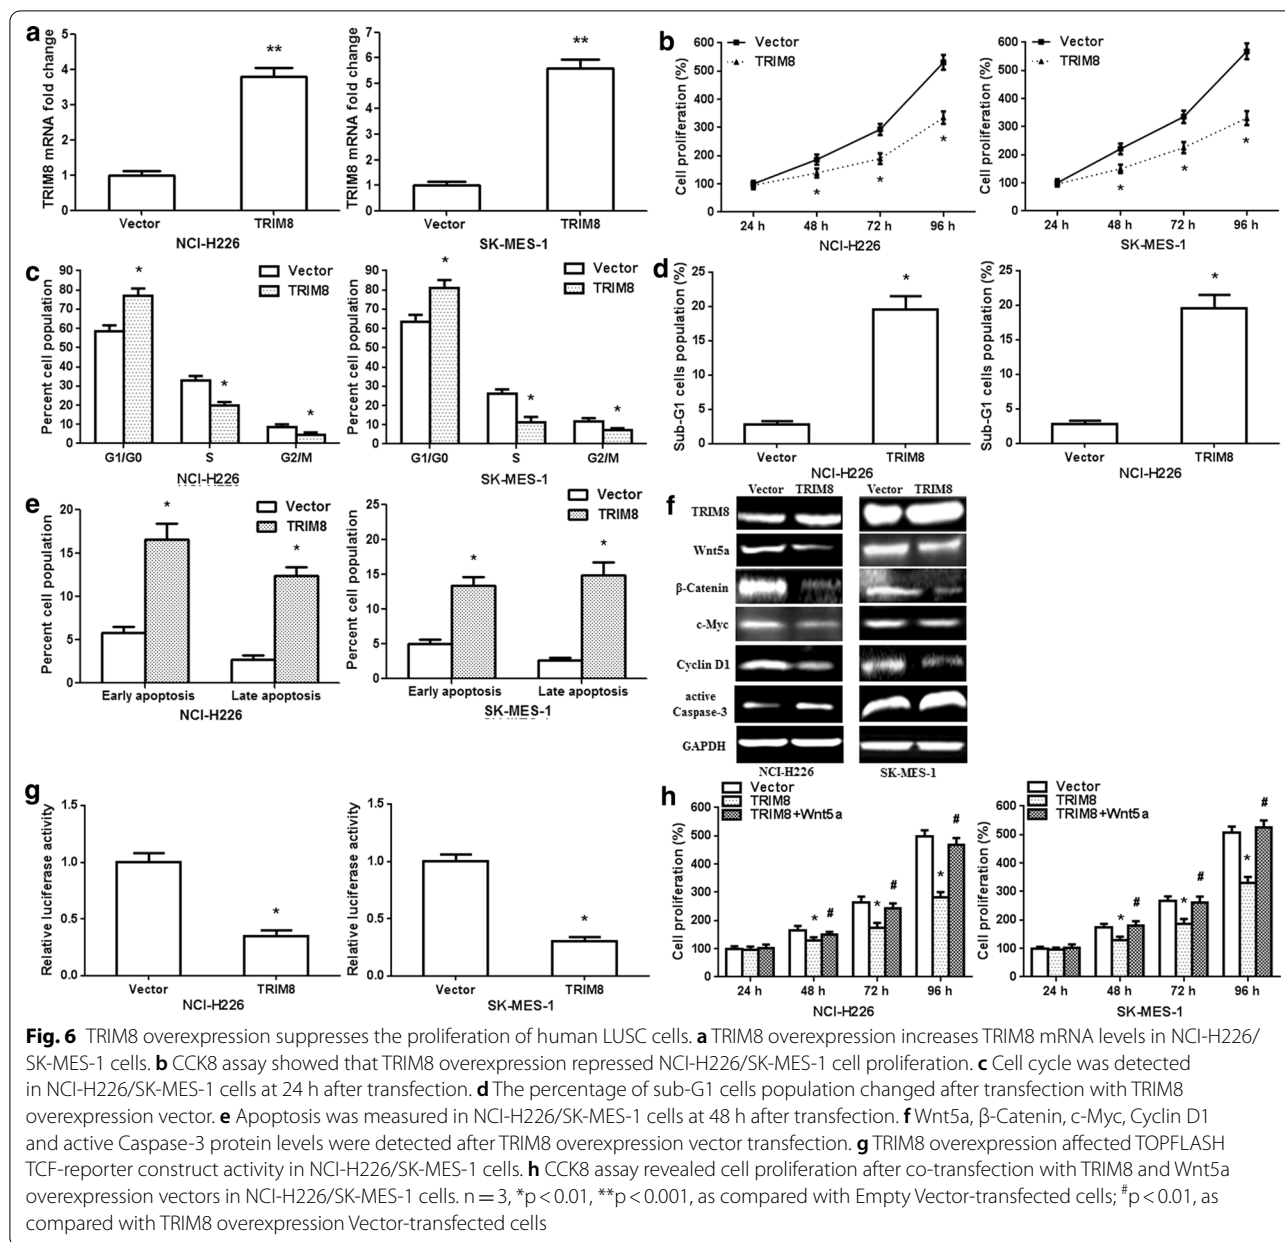 a
TRIM8 mRNA fold change
5
4
3
2
1
0
**
Vector
TRIM8
NCI-H226
TRIM8 mRNA fold change
7
6
5
4
3
2
1
0
**
Vector
TRIM8
SK-MES-1
b
Cell proliferation (%)
600
500
400
300
200
100
0
Vector
TRIM8
*
*
*
24 h
48 h
72 h
96 h
NCI-H226
Cell proliferation (%)
600
500
400
300
200
100
0
Vector
TRIM8
*
*
*
24 h
48 h
72 h
96 h
SK-MES-1
c
Percent cell population
90
80
70
60
50
40
30
20
10
0
Vector
TRIM8
*
*
*
G1/G0
S
G2/M
NCI-H226
Percent cell population
90
80
70
60
50
40
30
20
10
0
Vector
TRIM8
*
*
*
G1/G0
S
G2/M
SK-MES-1
d
Sub-G1 cells population (%)
25
20
15
10
5
0
*
Vector
TRIM8
NCI-H226
Sub-G1 cells population (%)
25
20
15
10
5
0
*
Vector
TRIM8
NCI-H226
e
Percent cell population
20
15
10
5
0
Vector
TRIM8
*
*
Early apoptosis
Late apoptosis
NCI-H226
Percent cell population
25
20
15
10
5
0
Vector
TRIM8
*
*
Early apoptosis
Late apoptosis
SK-MES-1
f
Vector TRIM8
Vector TRIM8
TRIM8
Wnt5a
β-Catenin
c-Myc
Cyclin D1
active
Caspase-3
GAPDH
NCI-H226
SK-MES-1
g
Relative luciferase activity
1.5
1.0
0.5
0.0
*
Vector
TRIM8
NCI-H226
Relative luciferase activity
1.5
1.0
0.5
0.0
*
Vector
TRIM8
SK-MES-1
h
Cell proliferation (%)
600
500
400
300
200
100
0
Vector
TRIM8
TRIM8+Wnt5a
*
#
*
#
*
#
24 h
48 h
72 h
96 h
NCI-H226
Cell proliferation (%)
600
500
400
300
200
100
0
Vector
TRIM8
TRIM8+Wnt5a
*
#
*
#
*
#
24 h
48 h
72 h
96 h
SK-MES-1
Fig. 6 TRIM8 overexpression suppresses the proliferation of human LUSC cells. a TRIM8 overexpression increases TRIM8 mRNA levels in NCI-H226/
SK-MES-1 cells. b CCK8 assay showed that TRIM8 overexpression repressed NCI-H226/SK-MES-1 cell proliferation. c Cell cycle was detected
in NCI-H226/SK-MES-1 cells at 24 h after transfection. d The percentage of sub-G1 cells population changed after transfection with TRIM8
overexpression vector. e Apoptosis was measured in NCI-H226/SK-MES-1 cells at 48 h after transfection. f Wnt5a, β-Catenin, c-Myc, Cyclin D1
and active Caspase-3 protein levels were detected after TRIM8 overexpression vector transfection. g TRIM8 overexpression affected TOPFLASH
TCF-reporter construct activity in NCI-H226/SK-MES-1 cells. h CCK8 assay revealed cell proliferation after co-transfection with TRIM8 and Wnt5a
overexpression vectors in NCI-H226/SK-MES-1 cells. n = 3, *p < 0.01, **p < 0.001, as compared with Empty Vector-transfected cells; #p < 0.01, as
compared with TRIM8 overexpression Vector-transfected cells